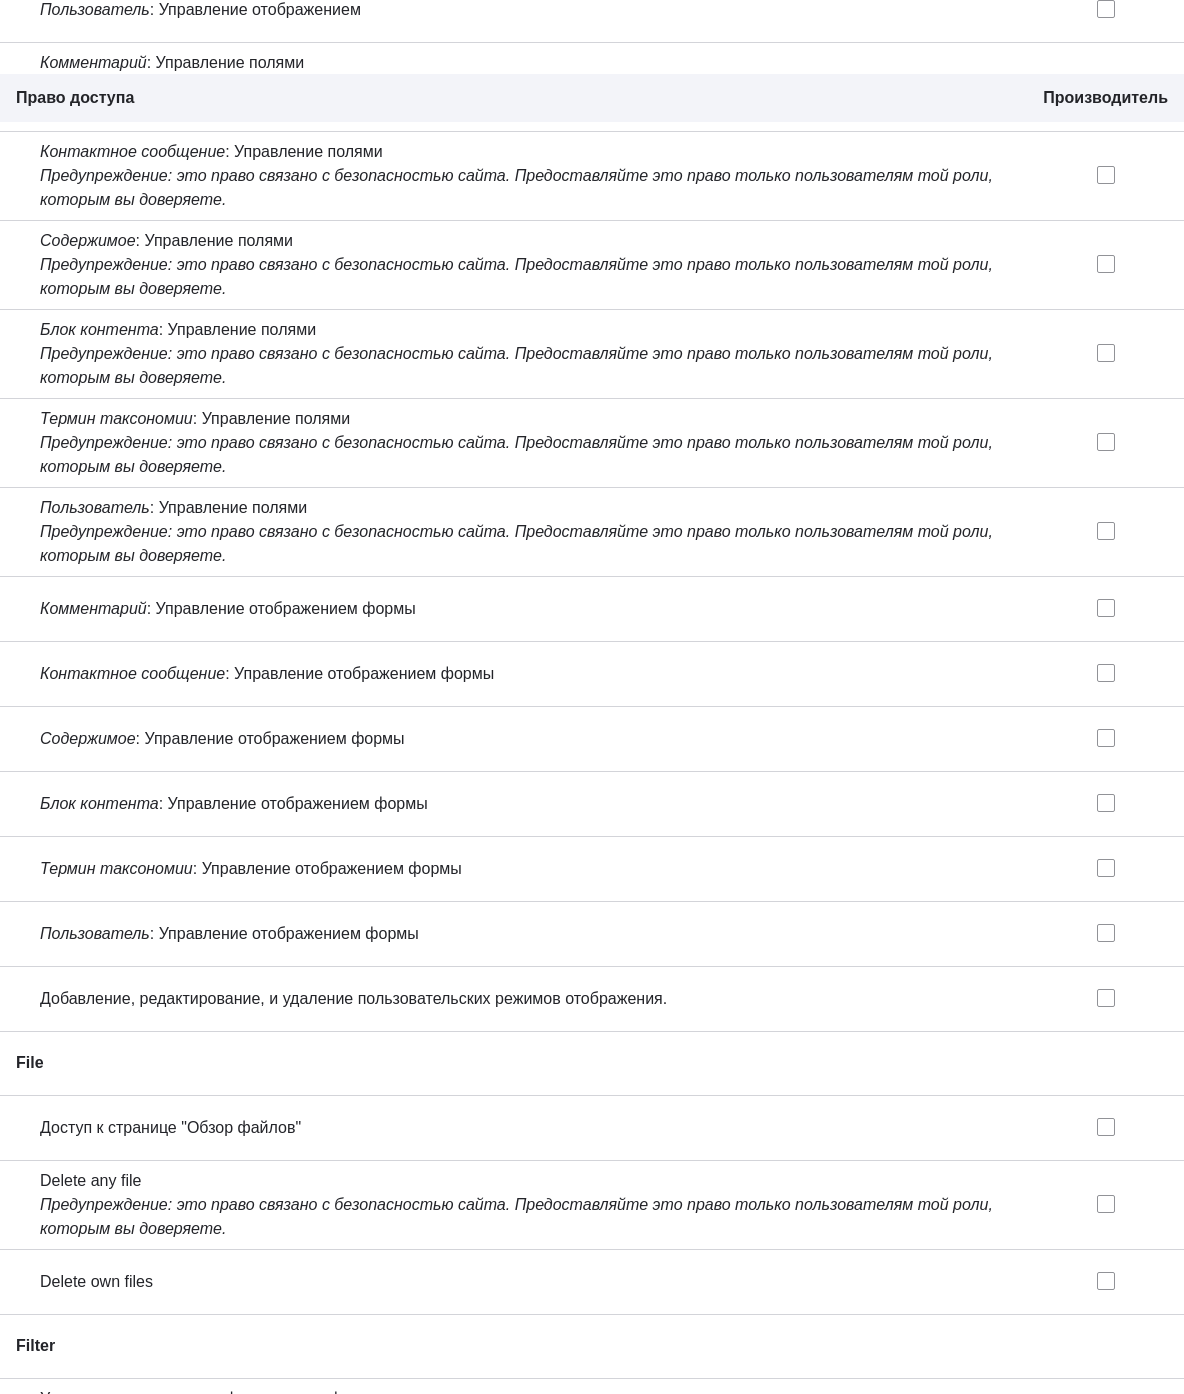 Пользователь: Управление отображением
Комментарий: Управление полями
Право доступа Производитель
Контактное сообщение: Управление полями
Предупреждение: это право связано с безопасностью сайта. Предоставляйте это право только пользователям той роли,
которым вы доверяете.
Содержимое: Управление полями
Предупреждение: это право связано с безопасностью сайта. Предоставляйте это право только пользователям той роли,
которым вы доверяете.
Блок контента: Управление полями
Предупреждение: это право связано с безопасностью сайта. Предоставляйте это право только пользователям той роли,
которым вы доверяете.
Термин таксономии: Управление полями
Предупреждение: это право связано с безопасностью сайта. Предоставляйте это право только пользователям той роли,
которым вы доверяете.
Пользователь: Управление полями
Предупреждение: это право связано с безопасностью сайта. Предоставляйте это право только пользователям той роли,
которым вы доверяете.
Комментарий: Управление отображением формы
Контактное сообщение: Управление отображением формы
Содержимое: Управление отображением формы
Блок контента: Управление отображением формы
Термин таксономии: Управление отображением формы
Пользователь: Управление отображением формы
Добавление, редактирование, и удаление пользовательских режимов отображения.
File
Доступ к странице "Обзор файлов"
Delete any file
Предупреждение: это право связано с безопасностью сайта. Предоставляйте это право только пользователям той роли,
которым вы доверяете.
Delete own files
Filter